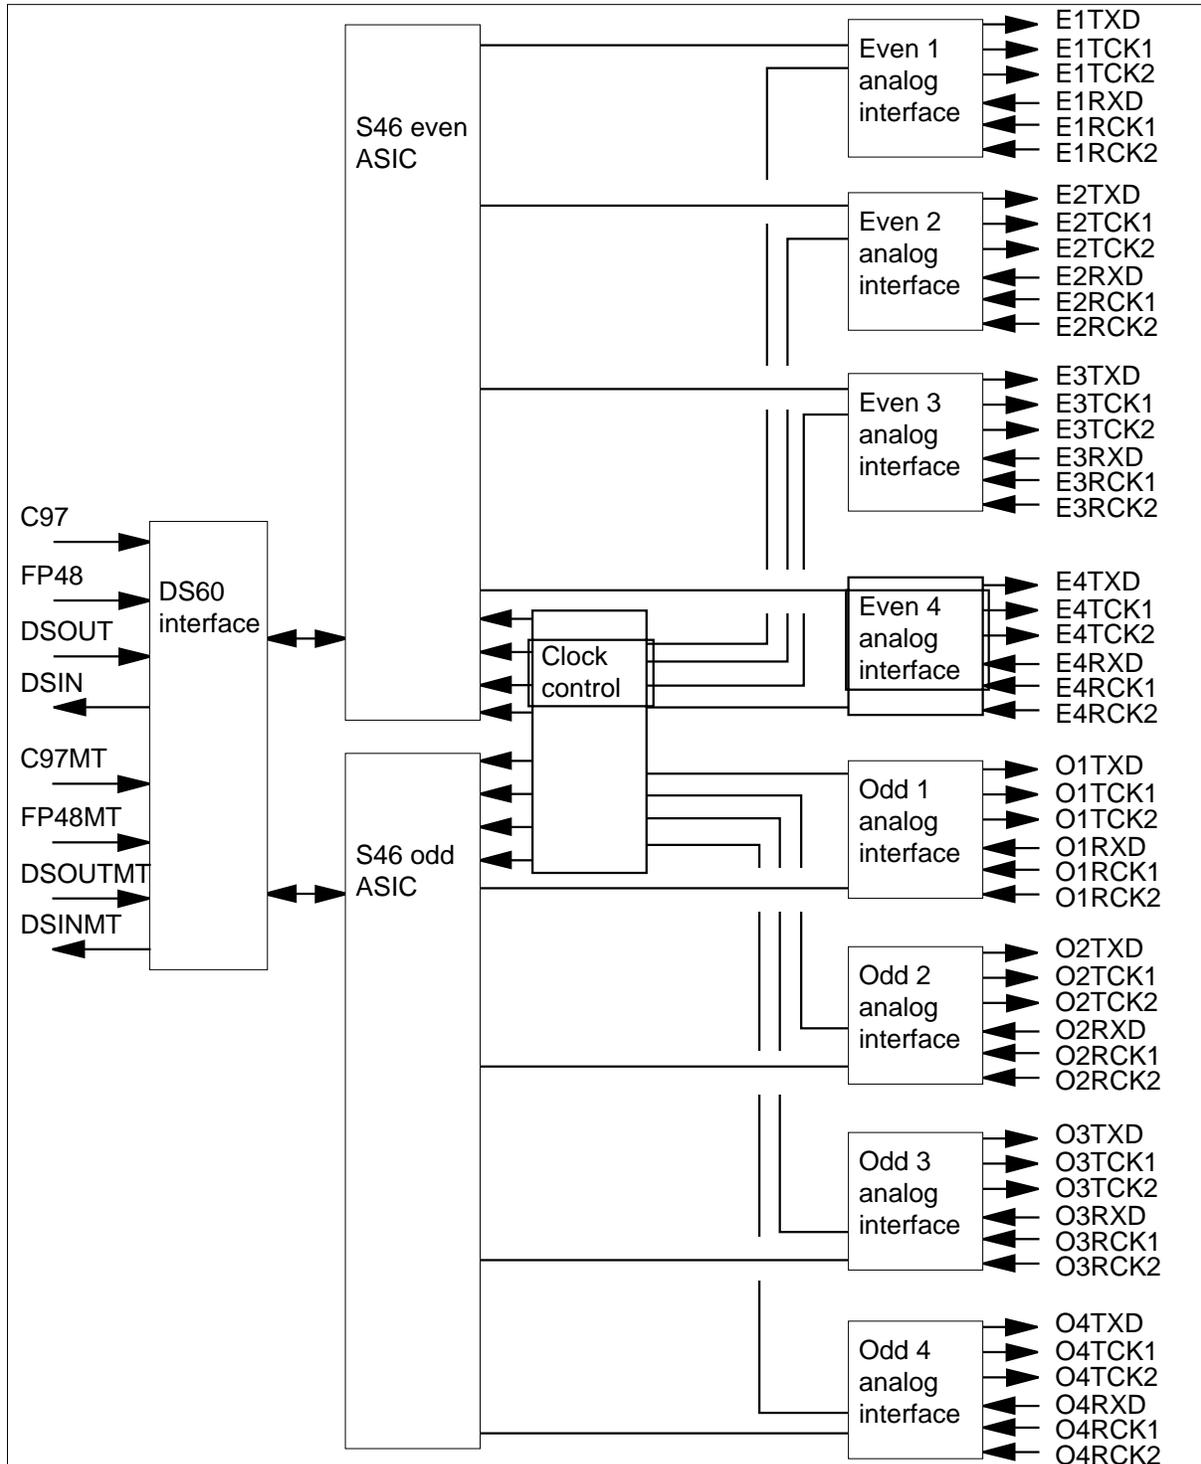 C97
FP48
DSOUT
DSIN
C97MT
FP48MT
DSOUTMT
DSINMT
DS60
interface
S46 even
ASIC
S46 odd
ASIC
Clock
control
Even 1
analog
interface
E1TXD
E1TCK1
E1TCK2
E1RXD
E1RCK1
E1RCK2
Even 2
analog
interface
E2TXD
E2TCK1
E2TCK2
E2RXD
E2RCK1
E2RCK2
Even 3
analog
interface
E3TXD
E3TCK1
E3TCK2
E3RXD
E3RCK1
E3RCK2
Even 4
analog
interface
E4TXD
E4TCK1
E4TCK2
E4RXD
E4RCK1
E4RCK2
Odd 1
analog
interface
O1TXD
O1TCK1
O1TCK2
O1RXD
O1RCK1
O1RCK2
Odd 2
analog
interface
O2TXD
O2TCK1
O2TCK2
O2RXD
O2RCK1
O2RCK2
Odd 3
analog
interface
O3TXD
O3TCK1
O3TCK2
O3RXD
O3RCK1
O3RCK2
Odd 4
analog
interface
O4TXD
O4TCK1
O4TCK2
O4RXD
O4RCK1
O4RCK2